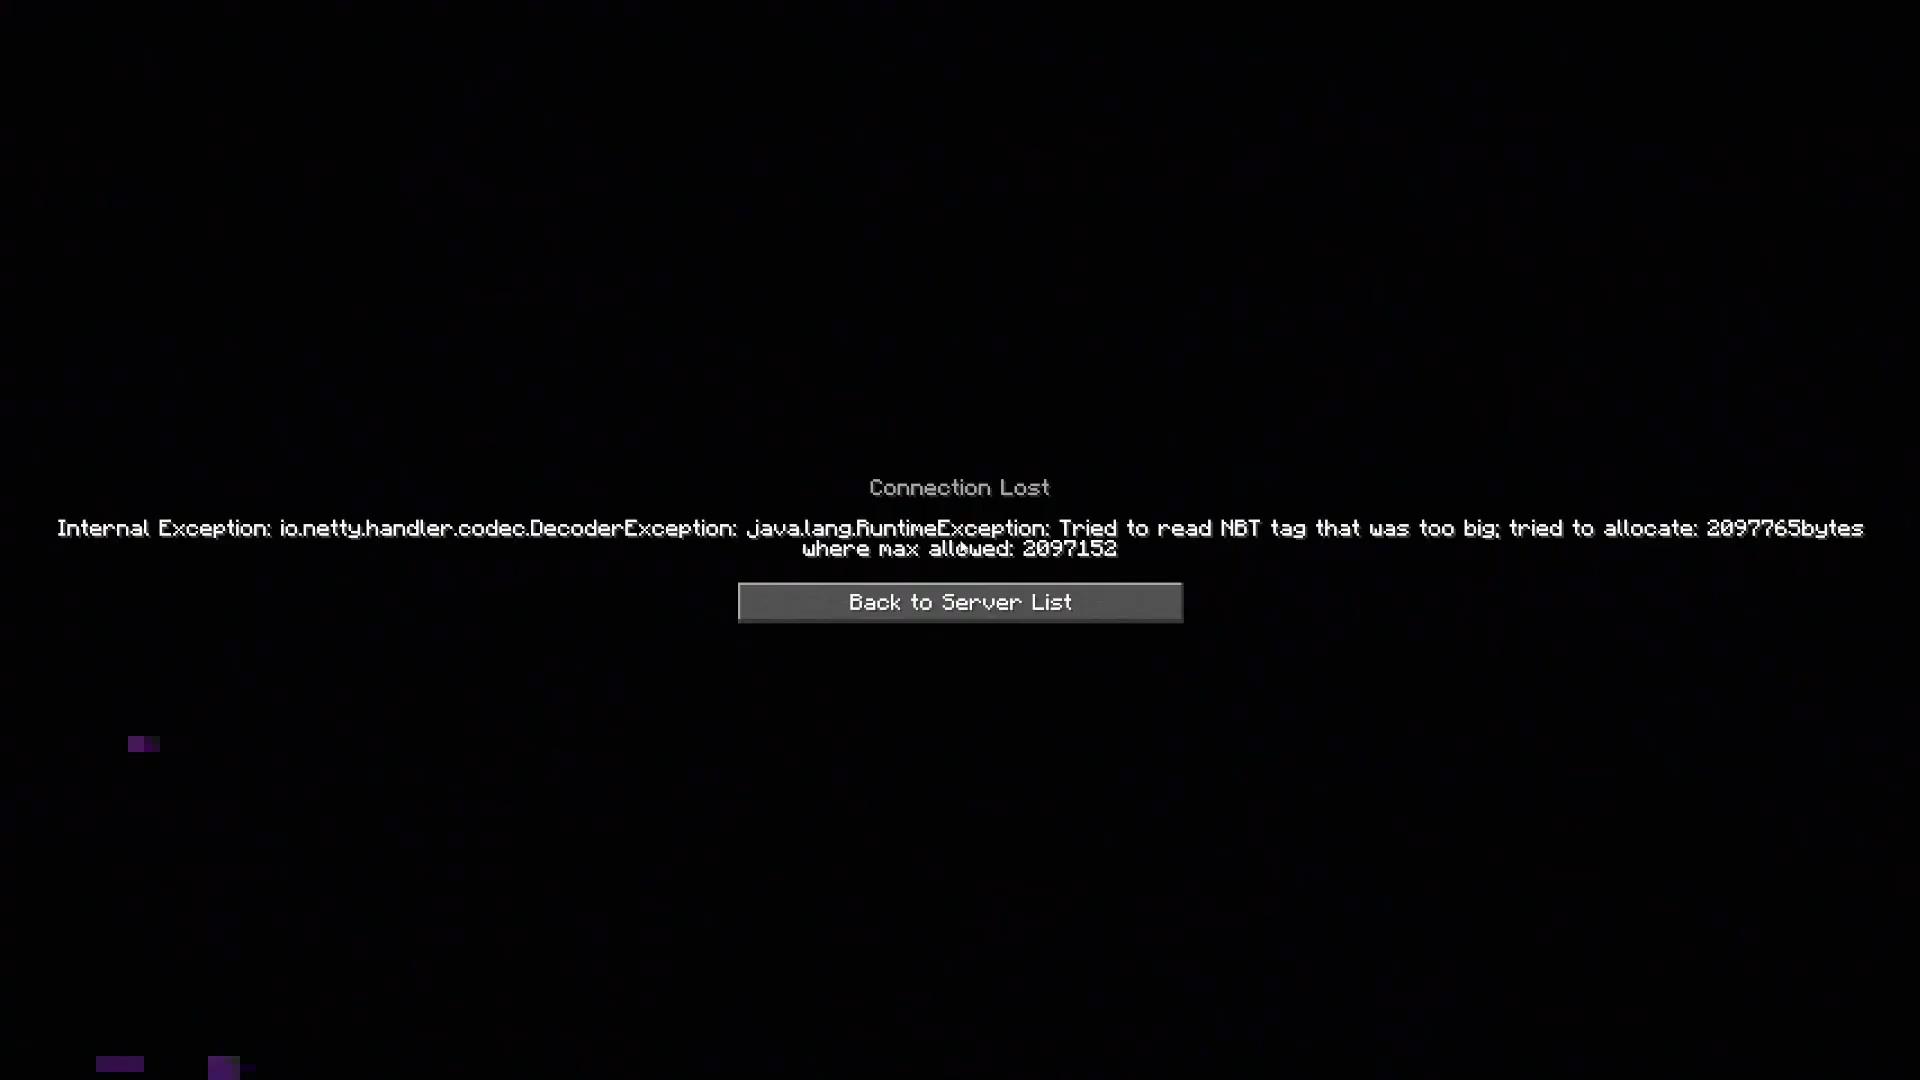 Connection Lost
Internal Exception: io.netty.handler.codec.DecoderException: java.lang.RuntimeException: Tried to read NBT tag that was too big; tried to allocate: 2097765bytes
where max allowed: 2097152
Back to Server List